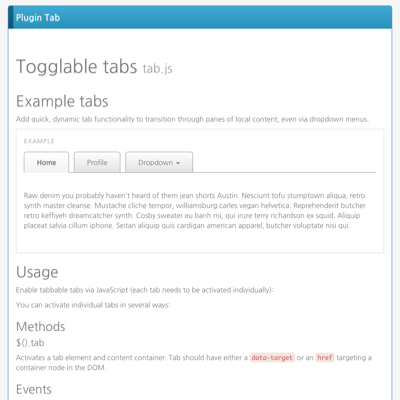 Plugin Tab
Togglable tabs tab.js
Example tabs
Add quick, dynamic tab functionality to transition through panes of local content, even via dropdown menus.
EXAMPLE
Home Profile Dropdown
Raw denim you probably haven't heard of them jean shorts Austin. Nesciunt tofu stumptown aliqua, retro
synth master cleanse. Mustache cliche tempor, williamsburg carles vegan helvetica. Reprehenderit butcher
retro keffiyeh dreamcatcher synth. Cosby sweater eu banh mi, qui irure terry richardson ex squid. Aliquip
placeat salvia cillum iphone. Seitan aliquip quis cardigan american apparel, butcher voluptate nisi qui.
Usage
Enable tabbable tabs via JavaScript (each tab needs to be activated individually):
You can activate individual tabs in several ways:
Methods
$().tab
Activates a tab element and content container. Tab should have either a data-target or an href targeting a
container node in the DOM.
Events